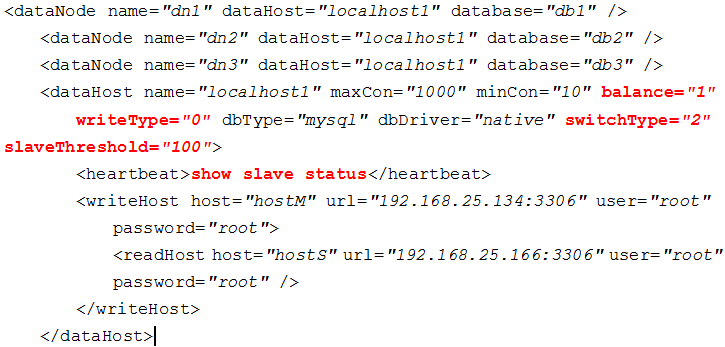 <dataNode name="dn1" dataHost="localhost1" database="db1" />
<dataNode name="dn2" dataHost="localhost1" database="db2" />
<dataNode name="dn3" dataHost="localhost1" database="db3" />
<dataHost name="localhost1" maxCon="1000" minCon="10" balance="1"
writeType="0" dbType="mysql" dbDriver="native" switchType="2"
slaveThreshold="100">
<heartbeat>show slave status</heartbeat>
<writeHost host="hostM" url="192.168.25.134:3306" user="root"
password="root">
<readHost host="hostS" url="192.168.25.166:3306" user="root"
password="root" />
</writeHost>
</dataHost>